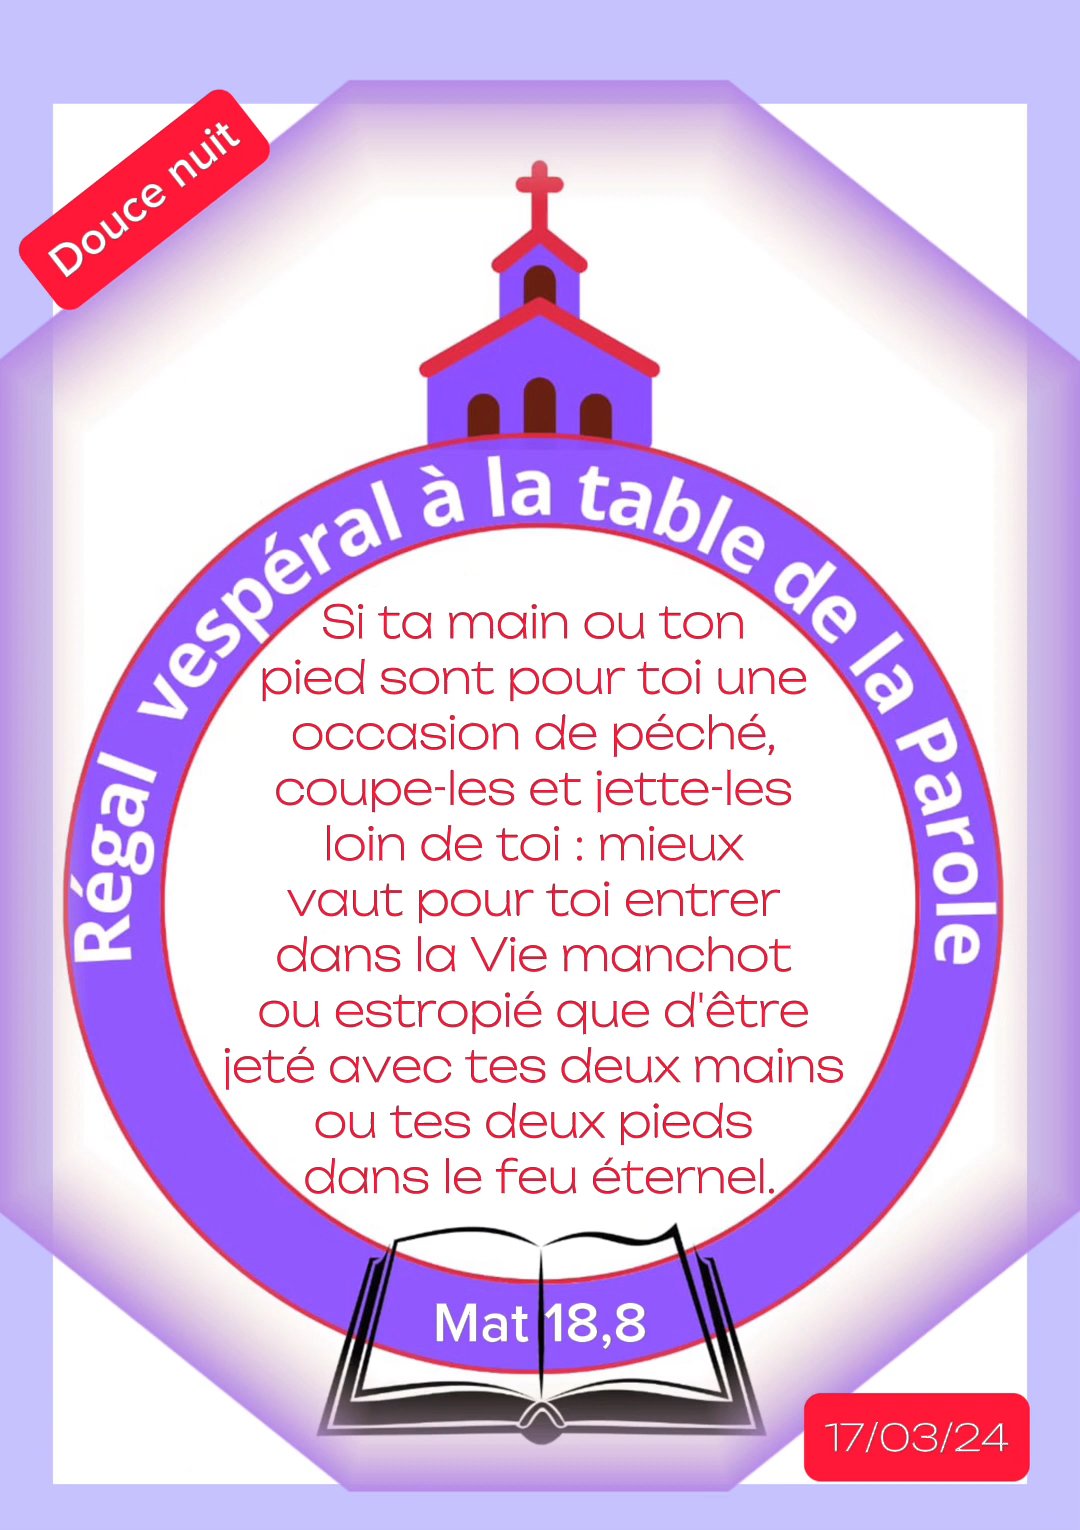 Douce nuit
Régal vespéral à la table de la Parole
Si ta main ou ton
pied sont pour toi une
occasion de péché,
coupe-les et jette-les
loin de toi : mieux
vaut pour toi entrer
dans la Vie manchot
ou estropié que d'être
jeté avec tes deux mains
ou tes deux pieds
dans le feu éternel.
Mat 18,8
17/03/24